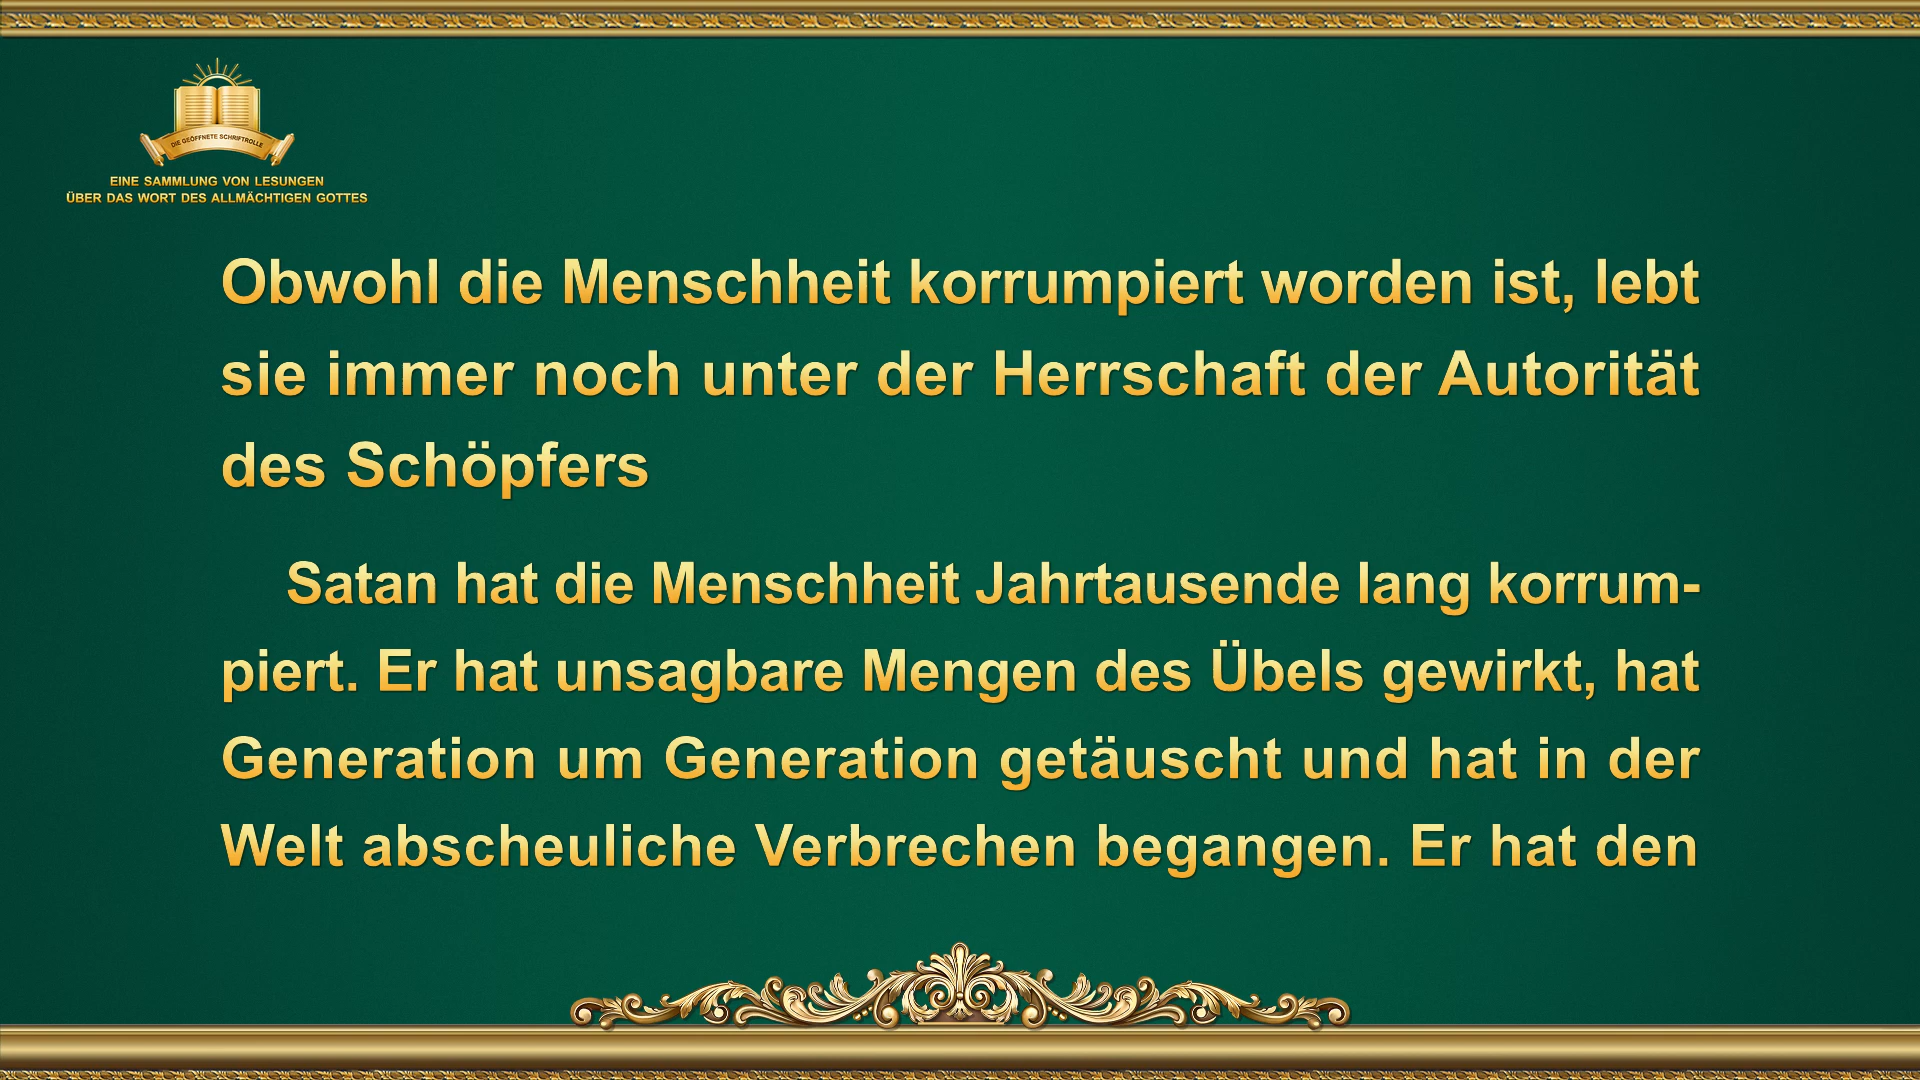 DIE GEÖFFNETE SCHRIFTROLLE
EINE SAMMLUNG VON LESUNGEN
ÜBER DAS WORT DES ALLMÄCHTIGEN GOTTES
Obwohl die Menschheit korrumpiert worden ist, lebt
sie immer noch unter der Herrschaft der Autorität
des Schöpfers
Satan hat die Menschheit Jahrtausende lang korrum-
piert. Er hat unsagbare Mengen des Übels gewirkt, hat
Generation um Generation getäuscht und hat in der
Welt abscheuliche Verbrechen begangen. Er hat den